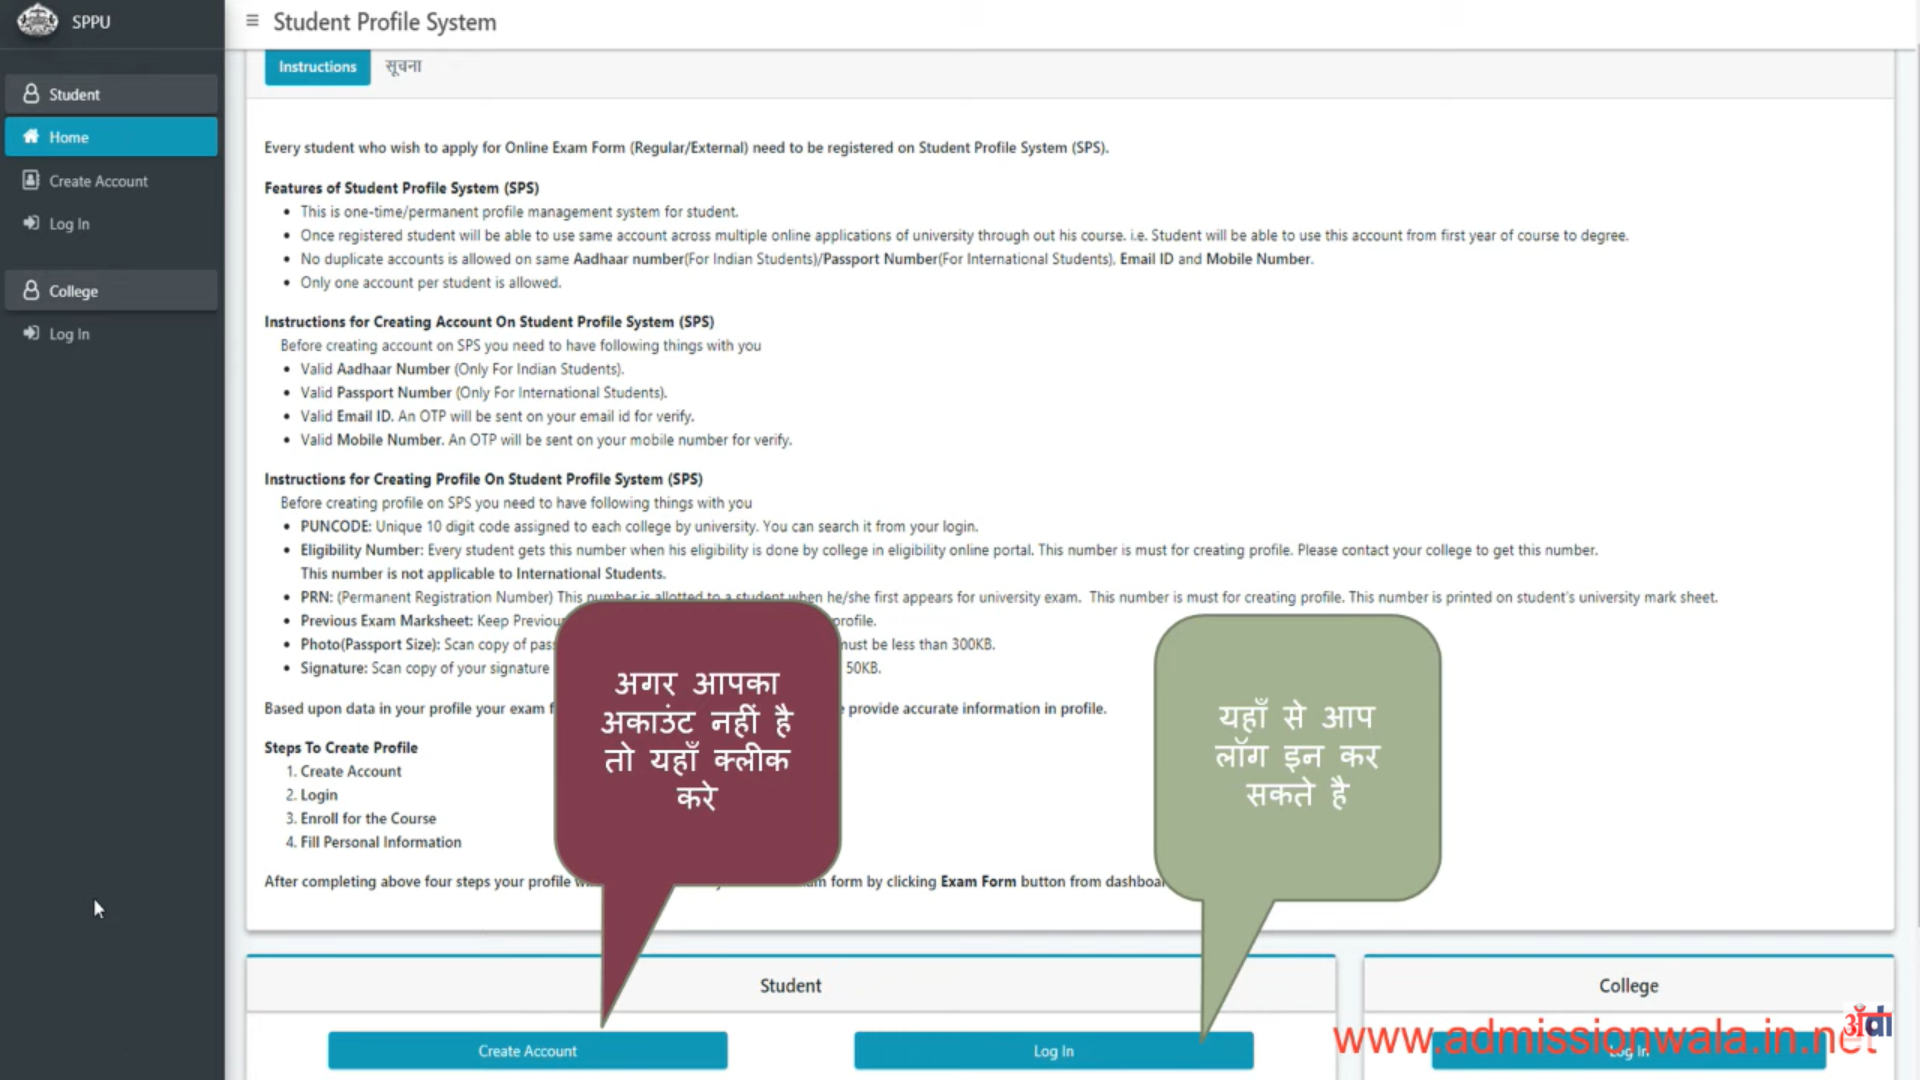 SPPU
Student Profile System
Student
Home
Create Account
Log In
College
Log In
Instructions सूचना
Every student who wish to apply for Online Exam Form (Regular/External) need to be registered on Student Profile System (SPS).
Features of Student Profile System (SPS)
This is one-time/permanent profile management system for student.
Once registered student will be able to use same account across multiple online applications of university through out his course. i.e. Student will be able to use this account from first year of course to degree.
No duplicate accounts is allowed on same Aadhaar number(For Indian Students)/Passport Number(For International Students), Email ID and Mobile Number.
Only one account per student is allowed.
Instructions for Creating Account On Student Profile System (SPS)
Before creating account on SPS you need to have following things with you
Valid Aadhaar Number (Only For Indian Students).
Valid Passport Number (Only For International Students).
Valid Email ID. An OTP will be sent on your email id for verify.
Valid Mobile Number. An OTP will be sent on your mobile number for verify.
Instructions for Creating Profile On Student Profile System (SPS)
Before creating profile on SPS you need to have following things with you
PUNCODE: Unique 10 digit code assigned to each college by university. You can search it from your login.
Eligibility Number: Every student gets this number when his eligibility is done by college in eligibility online portal. This number is must for creating profile. Please contact your college to get this number.
This number is not applicable to International Students.
PRN: (Permanent Registration Number) This number is allotted to a student when he/she first appears for university exam. This number is must for creating profile. This number is printed on student's university mark sheet.
Previous Exam Marksheet: Keep profile.
Photo(Passport Size): Scan copy of must be less than 300KB.
Signature: Scan copy of your signature 50KB.
Based upon data in your profile your exam provide accurate information in profile.
Steps To Create Profile
1. Create Account
2. Login
3. Enroll for the Course
4. Fill Personal Information
After completing above four steps your profile form by clicking Exam Form button from
अगर आपका
अकाउंट नहीं है
तो यहाँ क्लीक
करे
यहाँ से आप
लॉग इन कर
सकते है
Student
College
Create Account
Log In
Log In
www.admissionwala.in.net